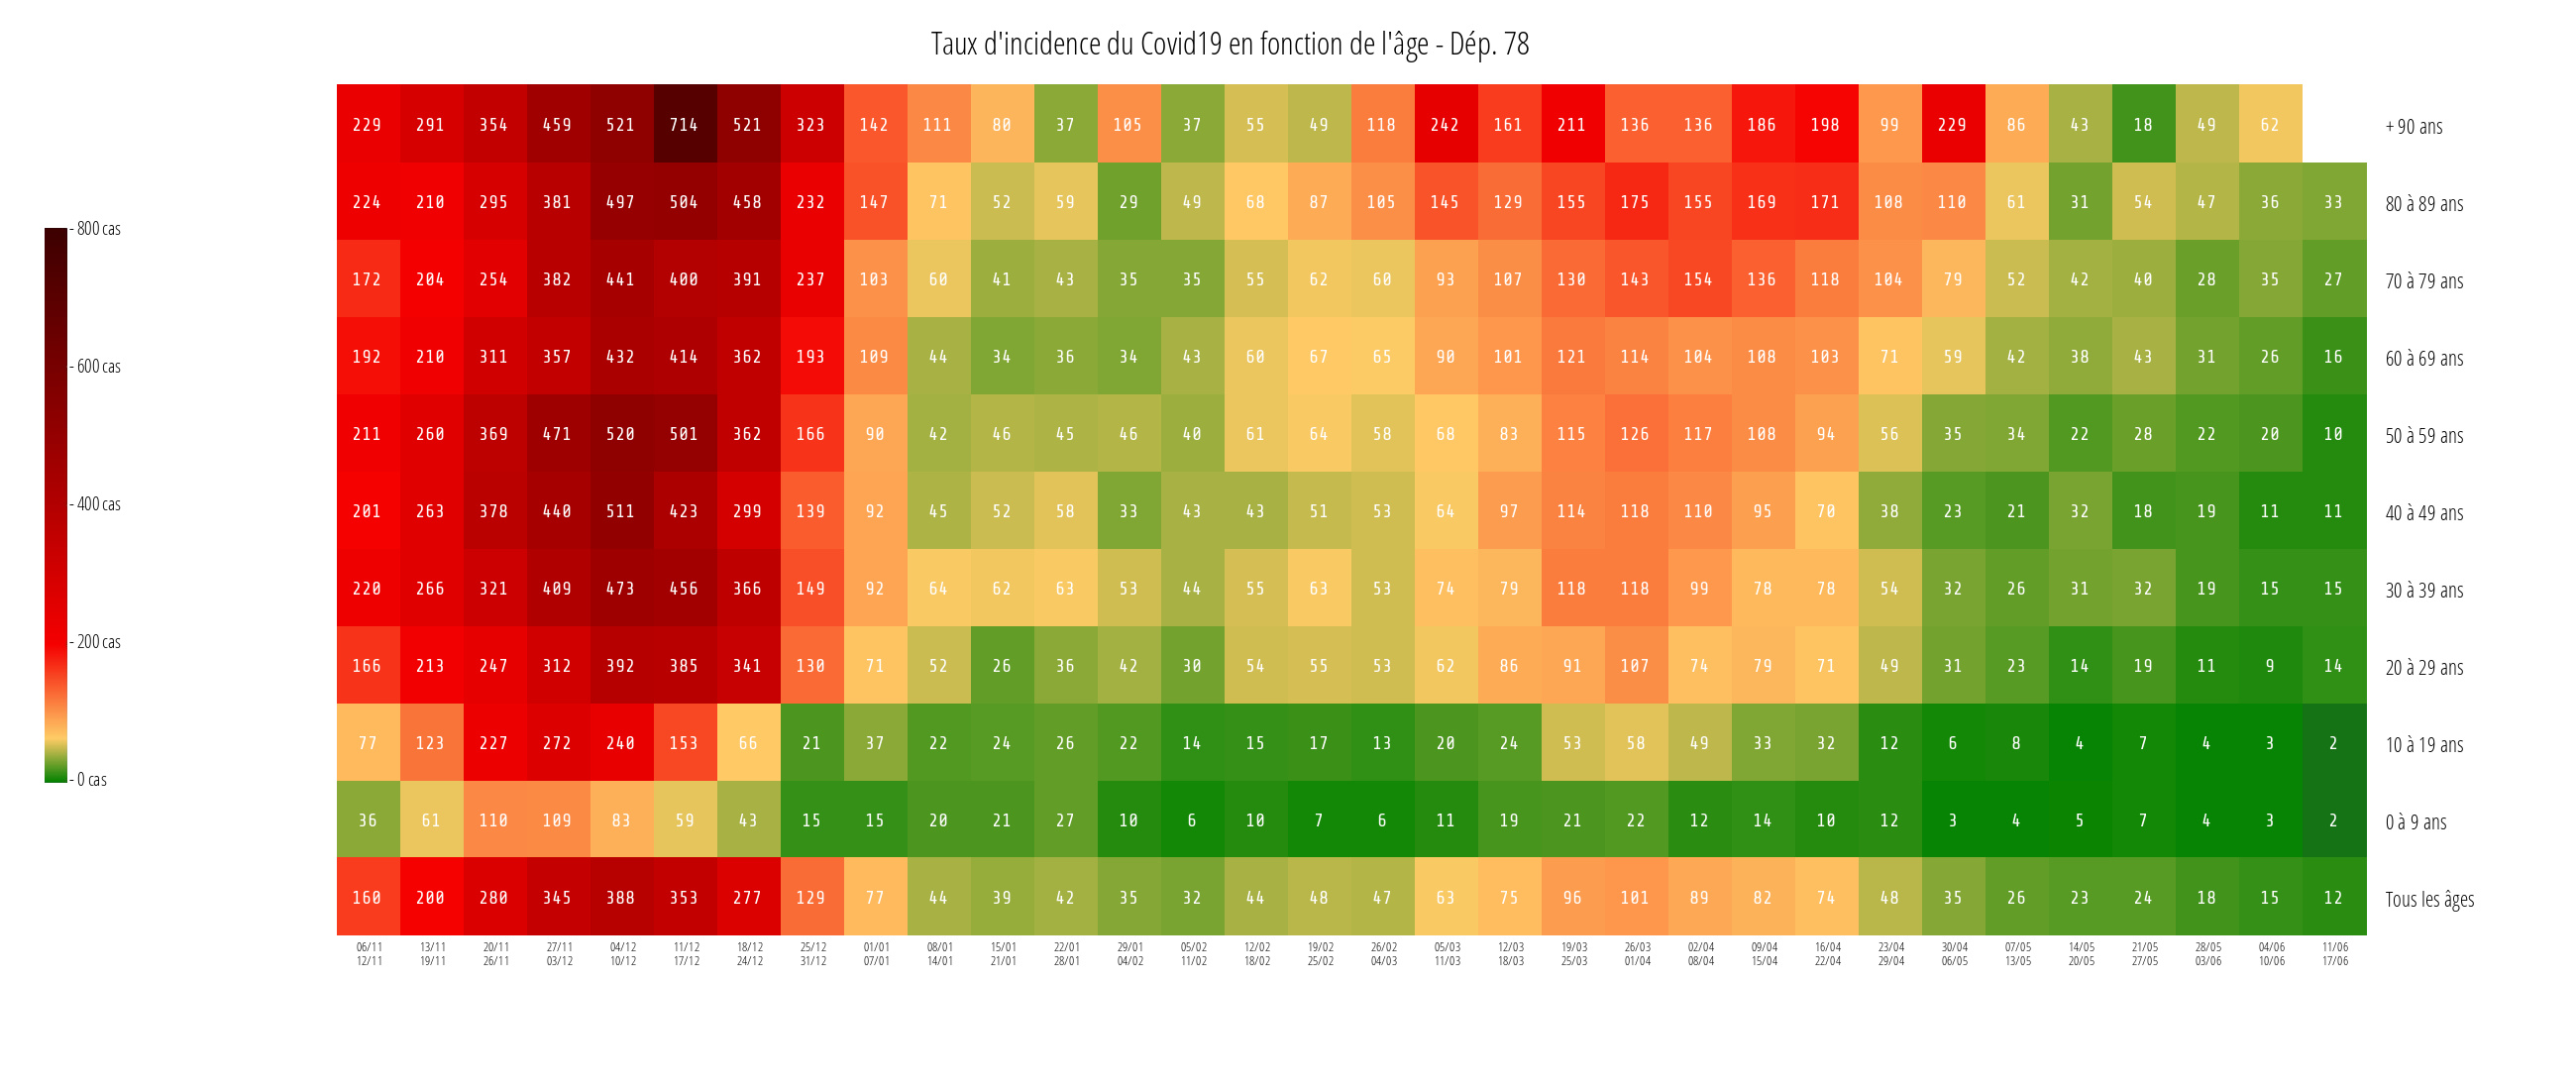 Taux d'incidence du Covid19 en fonction de l'âge - Dép. 78
229 291 354 459 521 714 521 323 142 111 80 37 105 37 55 49 118 242 161 211 136 136 186 198 99 229 86 43 18 49 62 + 90 ans
224 210 295 381 497 504 458 232 147 71 52 59 29 49 68 87 105 145 129 155 175 155 169 171 108 110 61 31 54 47 36 33 80 à 89 ans
- 800 cas
172 204 254 382 441 400 391 237 103 60 41 43 35 35 55 62 60 93 107 130 143 154 136 118 104 79 52 42 40 28 35 27 70 à 79 ans
192 210 311 357 432 414 362 193 109 44 34 36 34 43 60 67 65 90 101 121 114 104 108 103 71 59 42 38 43 31 26 16 60 à 69 ans
- 600 cas
211 260 369 471 520 501 362 166 90 42 46 45 46 40 61 64 58 68 83 115 126 117 108 94 56 35 34 22 28 22 20 10 50 à 59 ans
- 400 cas
201 263 378 440 511 423 299 139 92 45 52 58 33 43 43 51 53 64 97 114 118 110 95 70 38 23 21 32 18 19 11 11 40 à 49 ans
220 266 321 409 473 456 366 149 92 64 62 63 53 44 55 63 53 74 79 118 118 99 78 78 54 32 26 31 32 19 15 15 30 à 39 ans
- 200 cas
166 213 247 312 392 385 341 130 71 52 26 36 42 30 54 55 53 62 86 91 107 74 79 71 49 31 23 14 19 11 9 14 20 à 29 ans
77 123 227 272 240 153 66 21 37 22 24 26 22 14 15 17 13 20 24 53 58 49 33 32 12 6 8 4 7 4 3 2 10 à 19 ans
- 0 cas
36 61 110 109 83 59 43 15 15 20 21 27 10 6 10 7 6 11 19 21 22 12 14 10 12 3 4 5 7 4 3 2 0 à 9 ans
160 200 280 345 388 353 277 129 77 44 39 42 35 32 44 48 47 63 75 96 101 89 82 74 48 35 26 23 24 18 15 12 Tous les âges
06/11 13/11 20/11 27/11 04/12 11/12 18/12 25/12 01/01 08/01 15/01 22/01 29/01 05/02 12/02 19/02 26/02 05/03 12/03 19/03 26/03 02/04 09/04 16/04 23/04 30/04 07/05 14/05 21/05 28/05 04/06 11/06
12/11 19/11 26/11 03/12 10/12 17/12 24/12 31/12 07/01 14/01 21/01 28/01 04/02 11/02 18/02 25/02 04/03 11/03 18/03 25/03 01/04 08/04 15/04 22/04 29/04 06/05 13/05 20/05 27/05 03/06 10/06 17/06